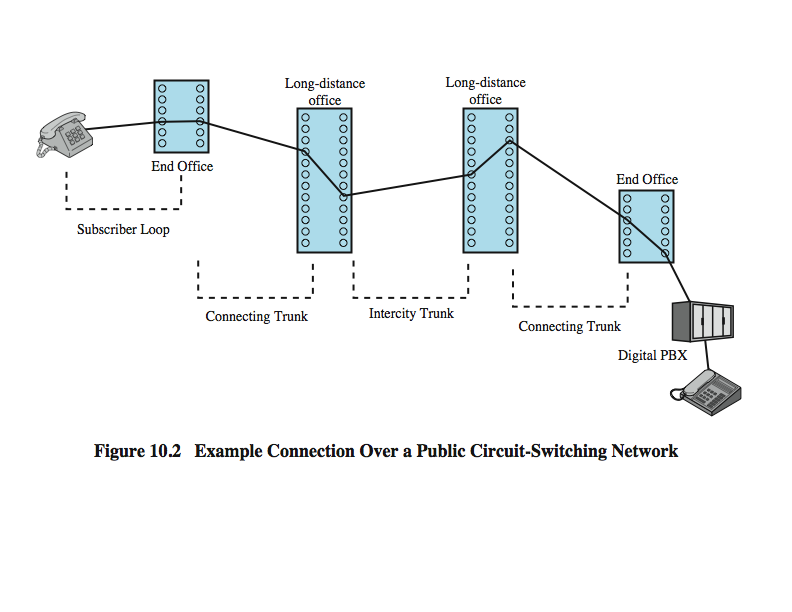 Long-distance
office
Long-distance
office
End Office
End Office
Subscriber Loop
Connecting Trunk
Intercity Trunk
Connecting Trunk
Digital PBX
Figure 10.2 Example Connection Over a Public Circuit-Switching Network